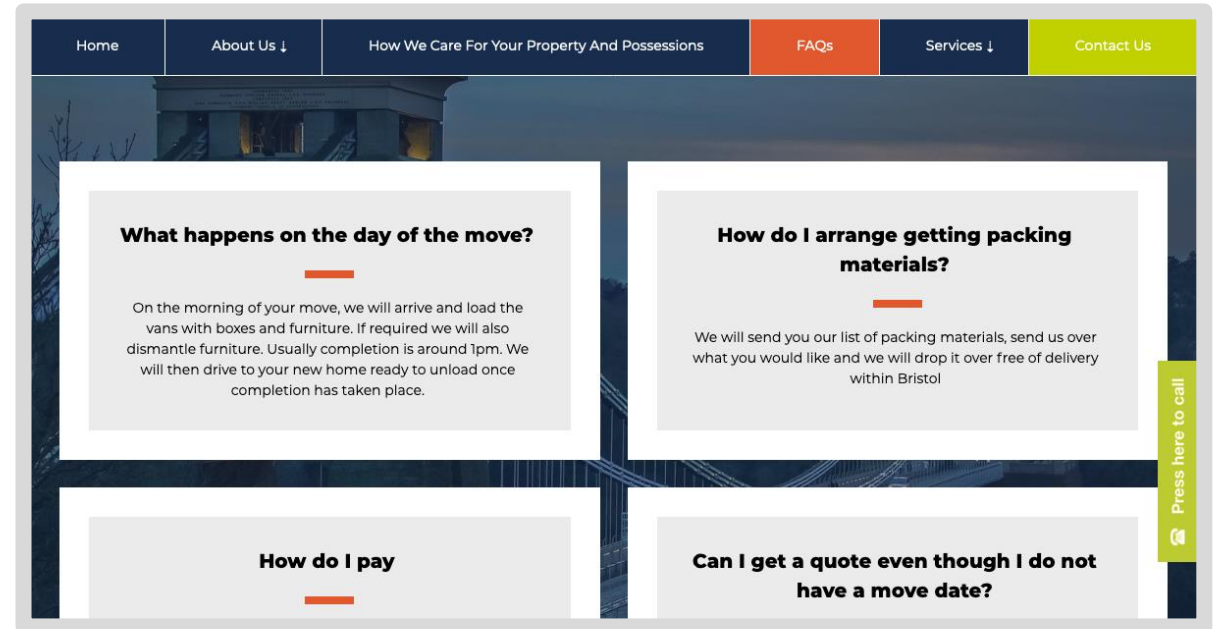 Home
About Us ↓
How We Care For Your Property And Possessions
FAQs
Services ↓
Contact Us
What happens on the day of the move?
On the morning of your move, we will arrive and load the
vans with boxes and furniture. If required we will also
dismantle furniture. Usually completion is around 1pm. We
will then drive to your new home ready to unload once
completion has taken place.
How do I arrange getting packing
materials?
We will send you our list of packing materials, send us over
what you would like and we will drop it over free of delivery
within Bristol
Press here to call
How do I pay
Can I get a quote even though I do not
have a move date?